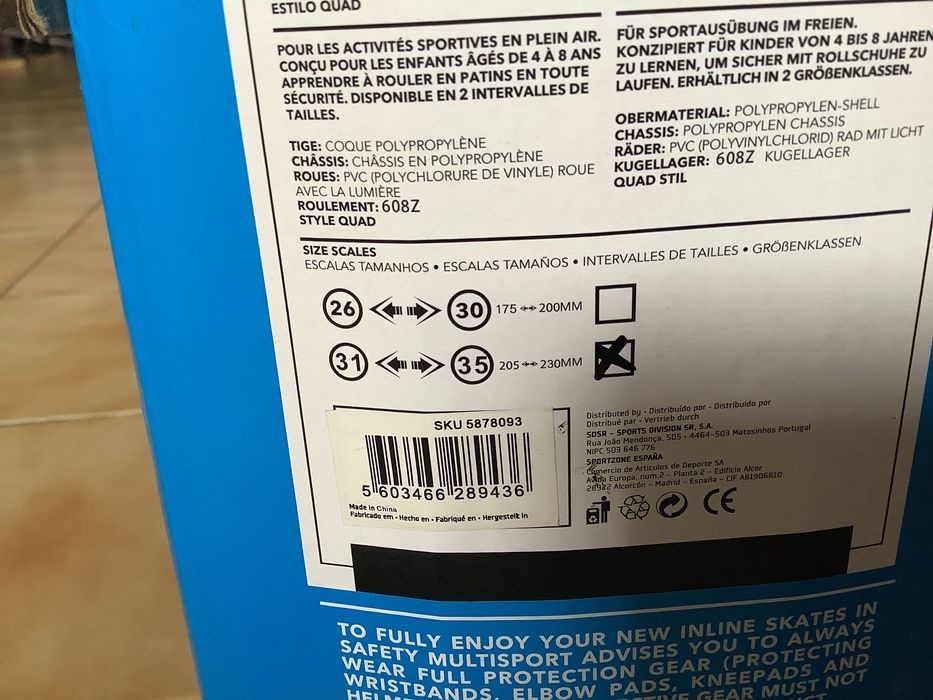 ESTILO QUAD
POUR LES ACTIVITÉS SPORTIVES EN PLEIN AIR.
CONÇU POUR LES ENFANTS ÂGÉS DE 4 À 8 ANS
APPRENDRE À ROULER EN PATINS EN TOUTE
SÉCURITÉ. DISPONIBLE EN 2 INTERVALLES DE
TAILLES.
TIGE: COQUE POLYPROPYLÈNE
CHÂSSIS: CHÂSSIS EN POLYPROPYLÈNE
ROUES: PVC (POLYCHLORURE DE VINYLE) ROUE
AVEC LA LUMIÈRE
ROULEMENT: 608Z
STYLE QUAD
FÜR SPORTAUSÜBUNG IM FREIEN.
KONZIPIERT FÜR KINDER VON 4 BIS 8 JAHREN
ZU LERNEN, UM SICHER MIT ROLLSCHUHE ZU
LAUFEN. ERHÄLTLICH IN 2 GRÖßENKLASSEN.
OBERMATERIAL: POLYPROPYLEN-SHELL
CHASSIS: POLYPROPYLEN CHASSIS
RÄDER: PVC (POLYVINYLCHLORID) RAD MIT LICHT
KUGELLAGER: 608Z KUGELLAGER
QUAD STIL
SIZE SCALES
ESCALAS TAMANHOS • ESCALAS TAMAÑOS • INTERVALLES DE TAILLES • GRÖßENKLASSEN
26 30 175 ↔ 200MM
31 35 205 ↔ 230MM
SKU 5878093
5 603466 289436
Made in China
Fabricado em • Hecho en • Fabriqué en • Hergestellt in
Distributed by • Distribuído por • Distribuido por
Distribué par • Vertrieb durch
SDSR – SPORTS DIVISION SR, S.A.
Rua João Mendonça, 505 • 4464-503 Matosinhos Portugal
NIPC 503 646 776
SPORTZONE ESPAÑA
Comercio de Artículos de Deporte SA
Europa, num.2 - Planta 2 - Edificio Alcor
28922 Alcorcón – Madrid – España - CIF A81906810
CE
TO FULLY ENJOY YOUR NEW INLINE SKATES IN
SAFETY MULTISPORT ADVISES YOU TO ALWAYS
WEAR FULL PROTECTION GEAR (PROTECTING
WRISTBANDS, ELBOW PADS, KNEEPADS AND
GEAR MUST NOT